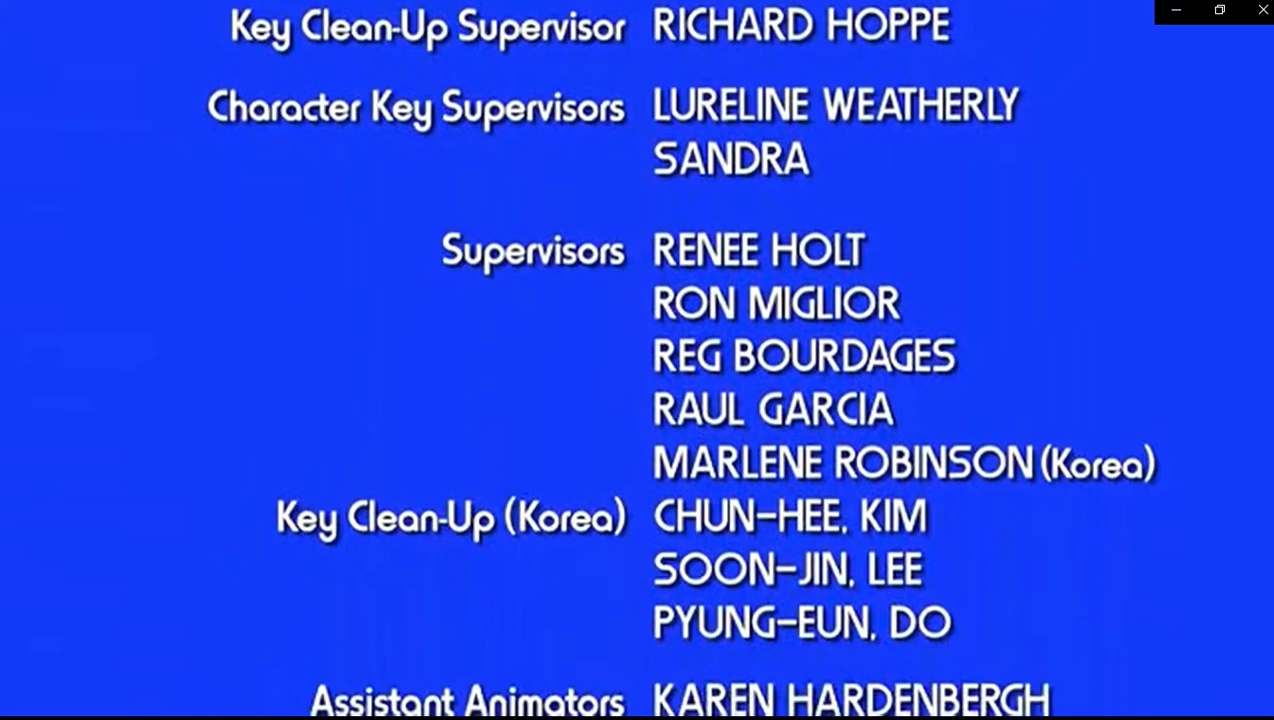 Key Clean-Up Supervisor RICHARD HOPPE
Character Key Supervisors LURELINE WEATHERLY
SANDRA
Supervisors RENEE HOLT
RON MIGLIOR
REG BOURDAGES
RAUL GARCIA
MARLENE ROBINSON (Korea)
Key Clean-Up (Korea) CHUN-HEE, KIM
SOON-JIN, LEE
PYUNG-EUN, DO
Assistant Animators KAREN HARDENBERGH